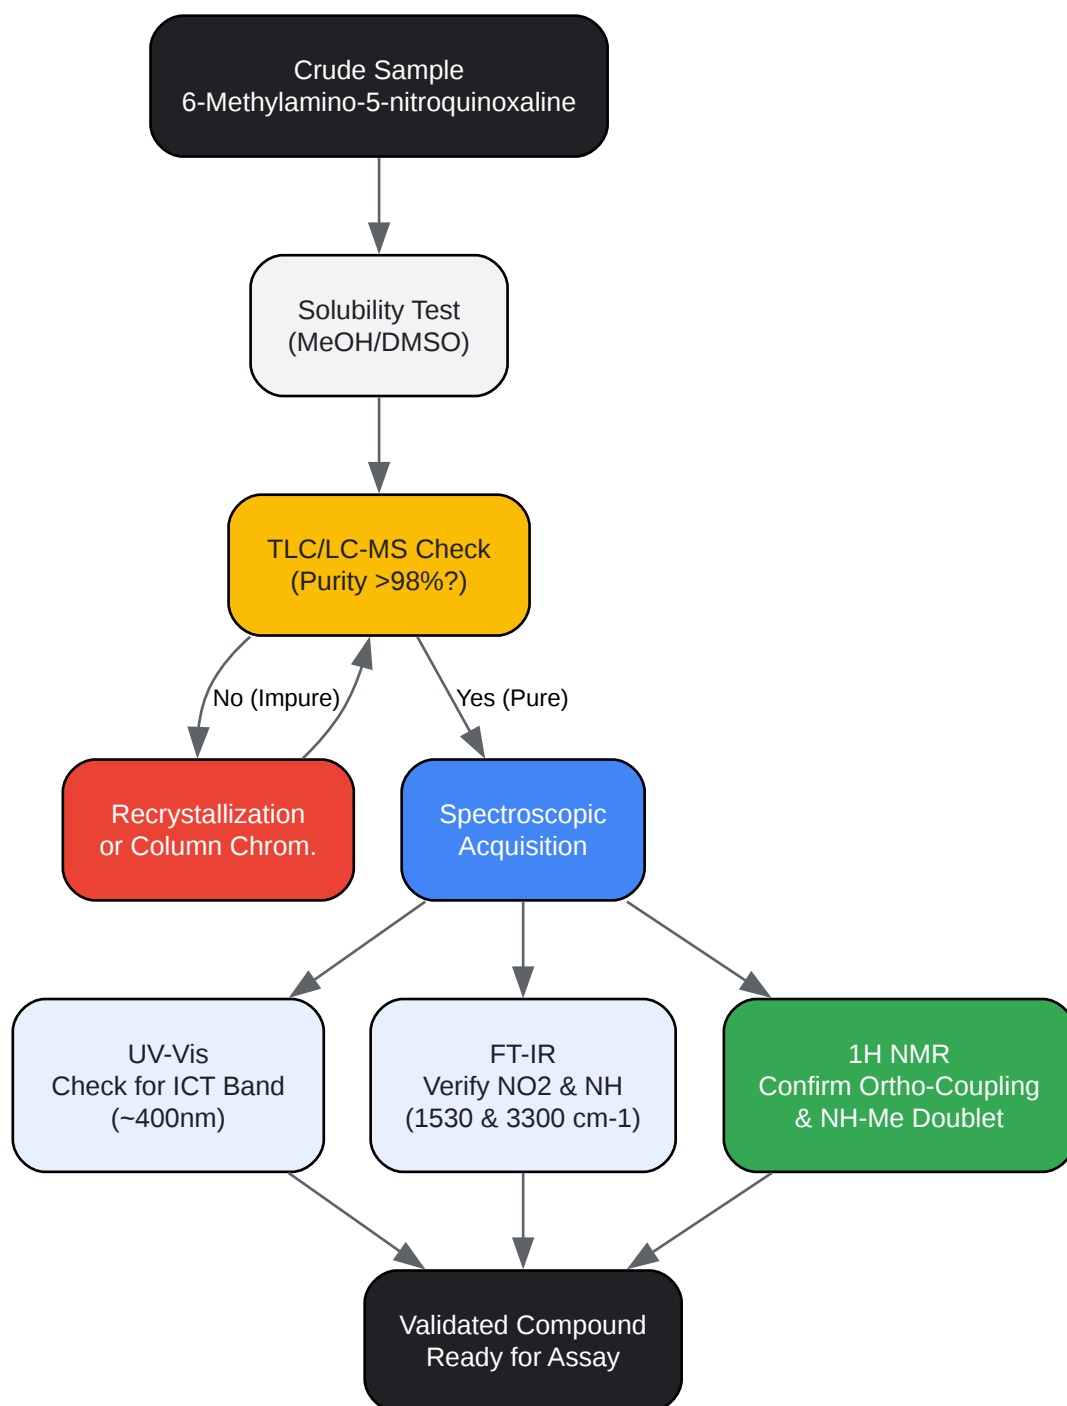 Crude Sample
6-Methylamino-5-nitroquinoxaline
Solubility Test
(MeOH/DMSO)
TLC/LC-MS Check
(Purity >98%?)
No (Impure)
Yes (Pure)
Recrystallization
or Column Chrom.
Spectroscopic
Acquisition
UV-Vis
Check for ICT Band
(~400nm)
FT-IR
Verify NO2 & NH
(1530 & 3300 cm-1)
1H NMR
Confirm Ortho-Coupling
& NH-Me Doublet
Validated Compound
Ready for Assay